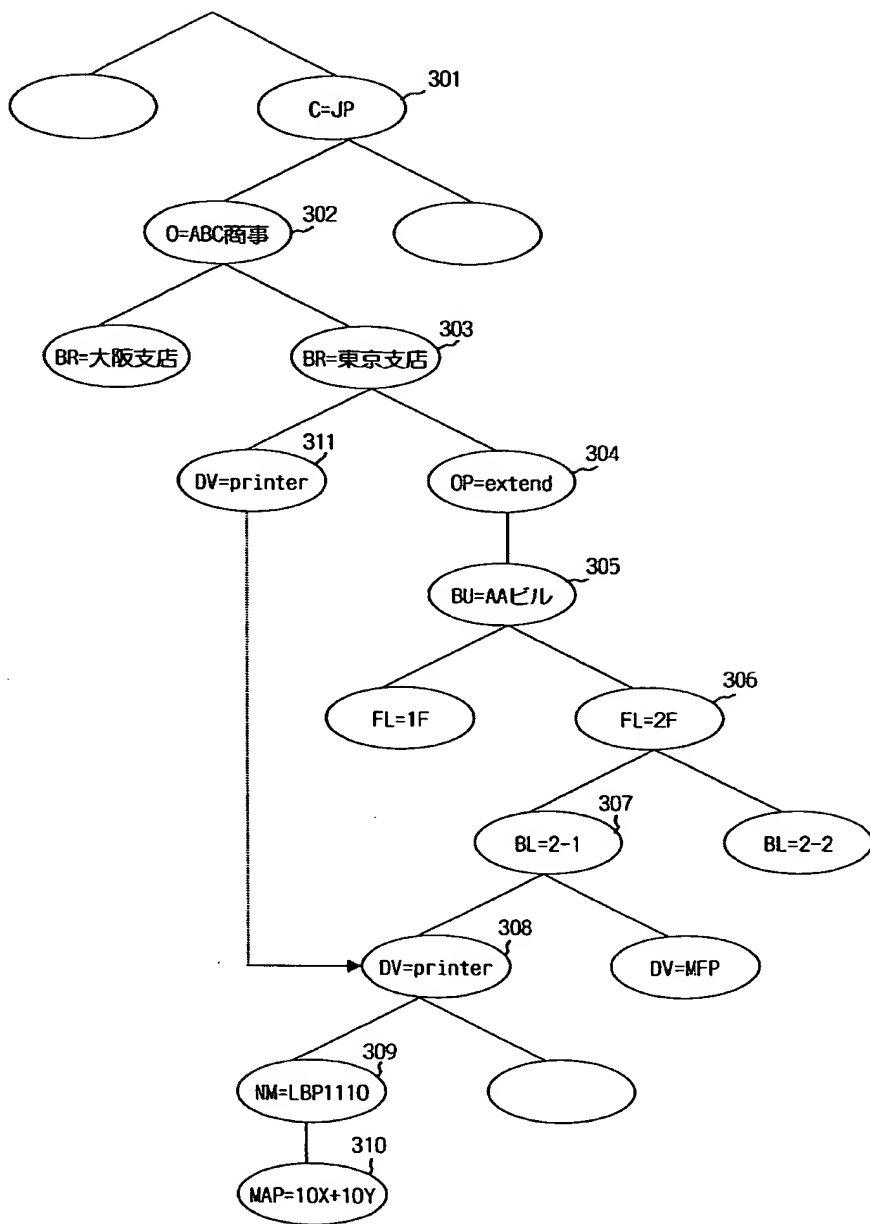 301
C=JP
302
O=ABC商事
303
BR=大阪支店
BR=東京支店
311
304
DV=printer
OP=extend
305
BU=AAビル
306
FL=1F
FL=2F
307
BL=2-1
BL=2-2
308
DV=printer
DV=MFP
309
NM=LBP1110
310
MAP=10X+10Y